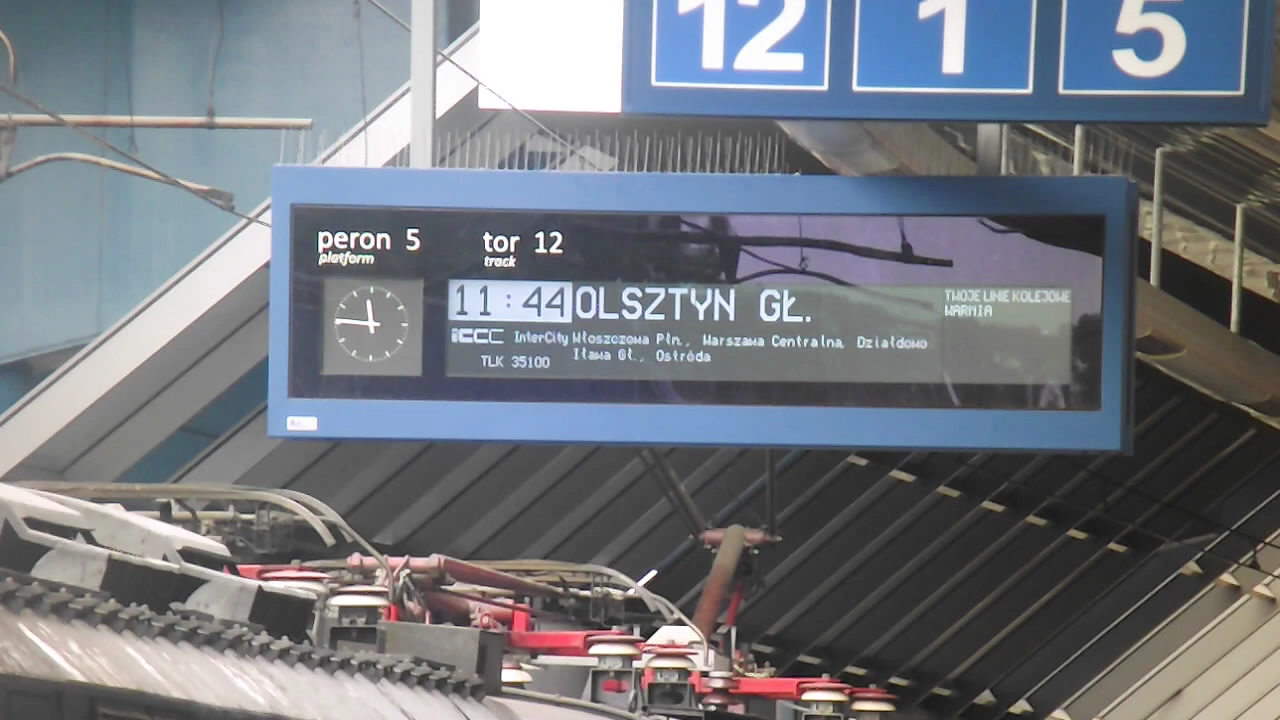 12 1 5
peron 5 tor 12
platform track
11:44 OLSZTYN GŁ.
TWOJE LINIE KOLEJOWE
WARMIA
InterCity Włoszczowa Płn., Warszawa Centralna, Działdowo
TLK 35100 Iława Gł., Ostróda